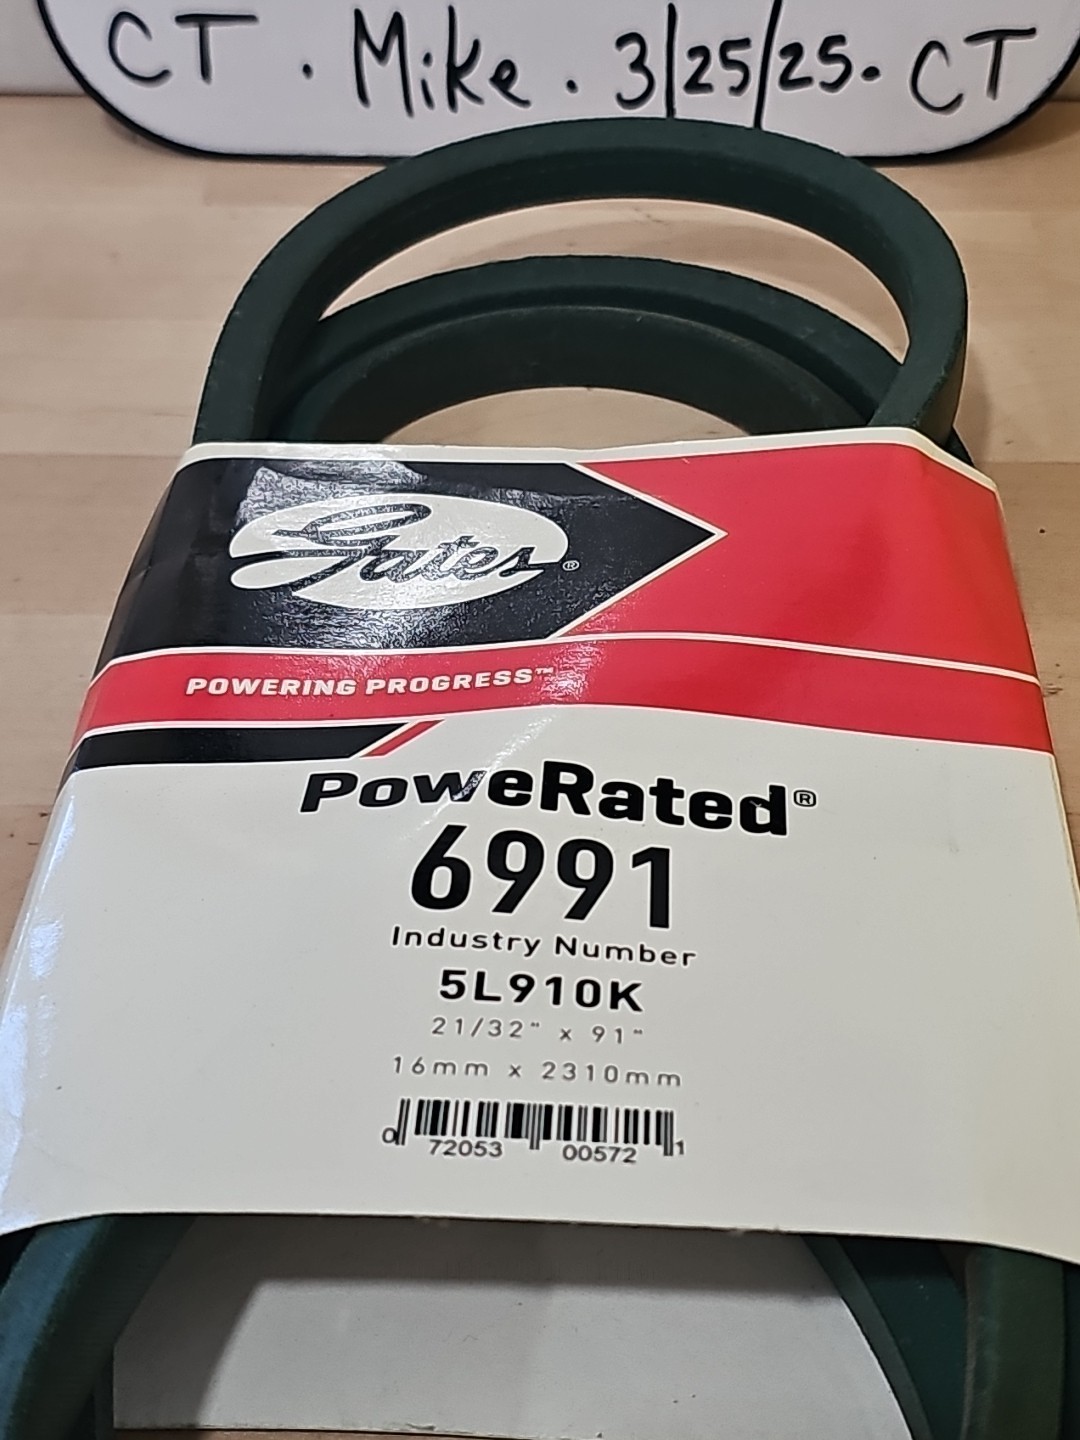 CT . Mike . 3/25/25. CT
Gates®
POWERING PROGRESS™
PoweRated®
6991
Industry Number
5L910K
21/32" x 91"
16mm x 2310mm
0 72053 00572 1